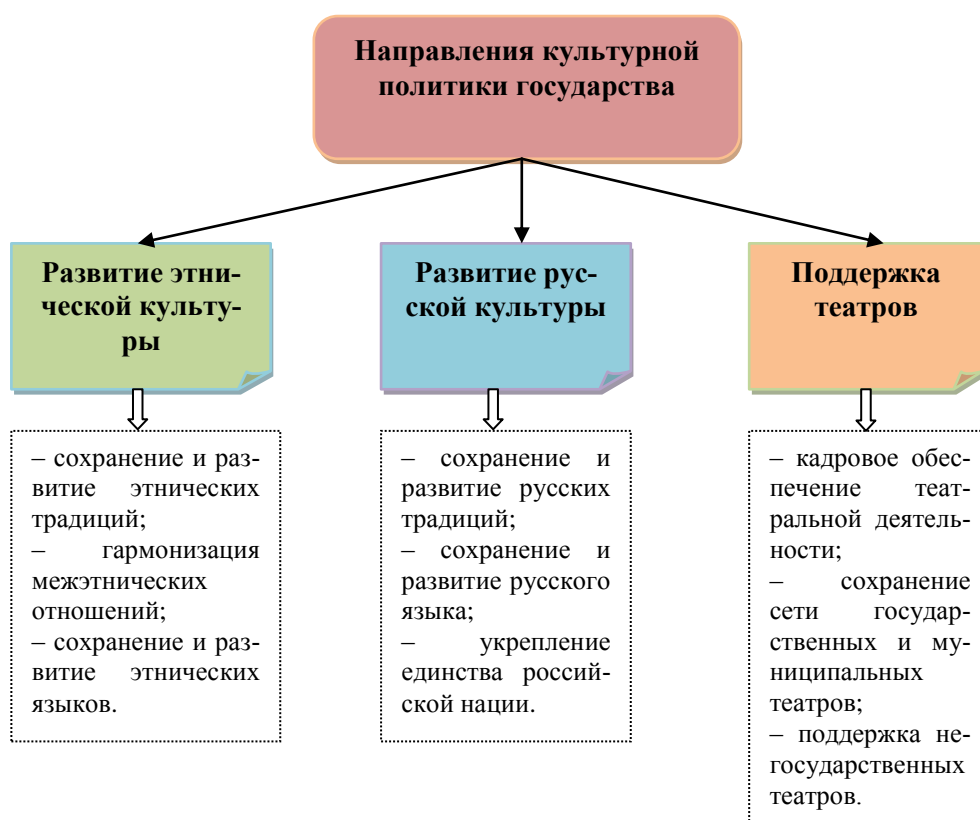 Направления культурной
политики государства
Развитие этни-
ческой культу-
ры
Развитие рус-
ской культуры
Поддержка
театров
– сохранение и раз-
витие этнических
традиций;
– гармонизация
межэтнических
отношений;
– сохранение и раз-
витие этнических
языков.
– сохранение и
развитие русских
традиций;
– сохранение и
развитие русского
языка;
– укрепление
единства россий-
ской нации.
– кадровое обес-
печение теат-
ральной деятель-
ности;
– сохранение
сети государ-
ственных и му-
ниципальных
театров;
– поддержка не-
государственных
театров.